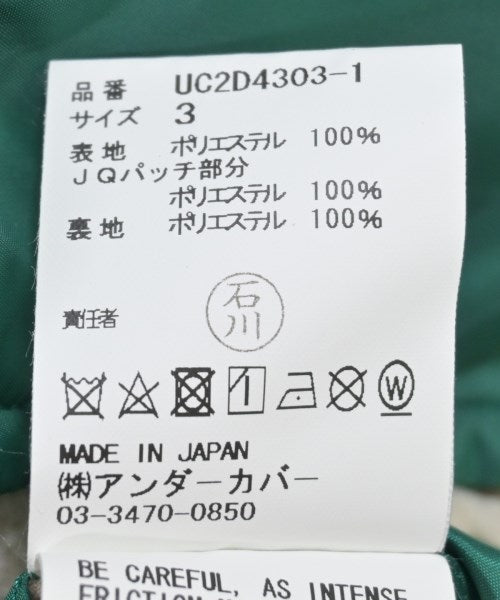 品番 UC2D4303-1
サイズ 3
表地 ポリエステル 100%
JQパッチ部分
ポリエステル 100%
裏地 ポリエステル 100%
責任者 石川
W
MADE IN JAPAN
㈱アンダーカバー
03-3470-0850
BE CAREFUL, AS INTENSE
FRICTION